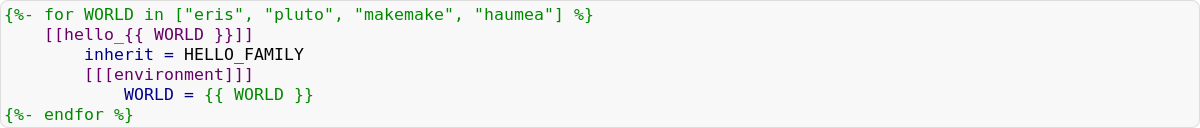 {%- for WORLD in ["eris", "pluto", "makemake", "haumea"] %}
    [[hello_{{ WORLD }}]]
        inherit = HELLO_FAMILY
        [[[environment]]]
            WORLD = {{ WORLD }}
{%- endfor %}